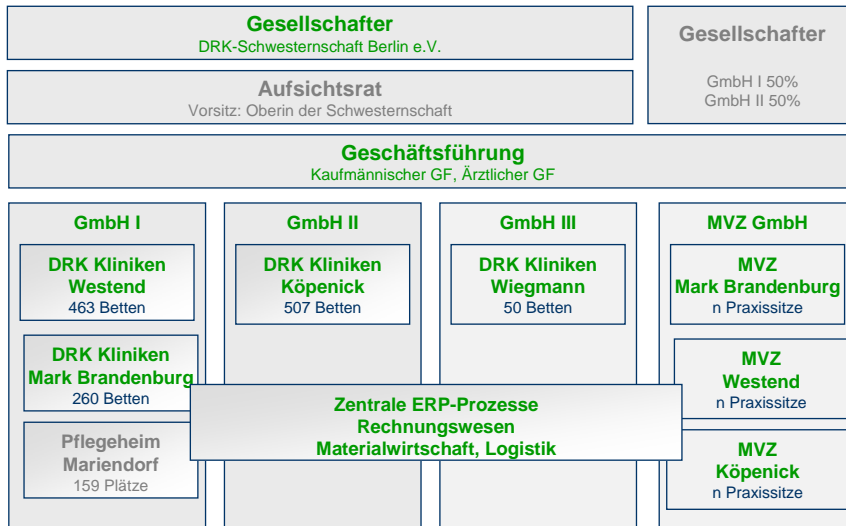 Gesellschafter
DRK-Schwesternschaft Berlin e.V.
Gesellschafter
GmbH I 50%
GmbH II 50%
Aufsichtsrat
Vorsitz: Oberin der Schwesternschaft
Geschäftsführung
Kaufmännischer GF, Ärztlicher GF
GmbH I
DRK Kliniken
Westend
463 Betten
DRK Kliniken
Mark Brandenburg
260 Betten
Pflegeheim
Mariendorf
159 Plätze
GmbH II
DRK Kliniken
Köpenick
507 Betten
GmbH III
DRK Kliniken
Wiegmann
50 Betten
MVZ GmbH
MVZ
Mark Brandenburg
n Praxissitze
MVZ
Westend
n Praxissitze
MVZ
Köpenick
n Praxissitze
Zentrale ERP-Prozesse
Rechnungswesen
Materialwirtschaft, Logistik